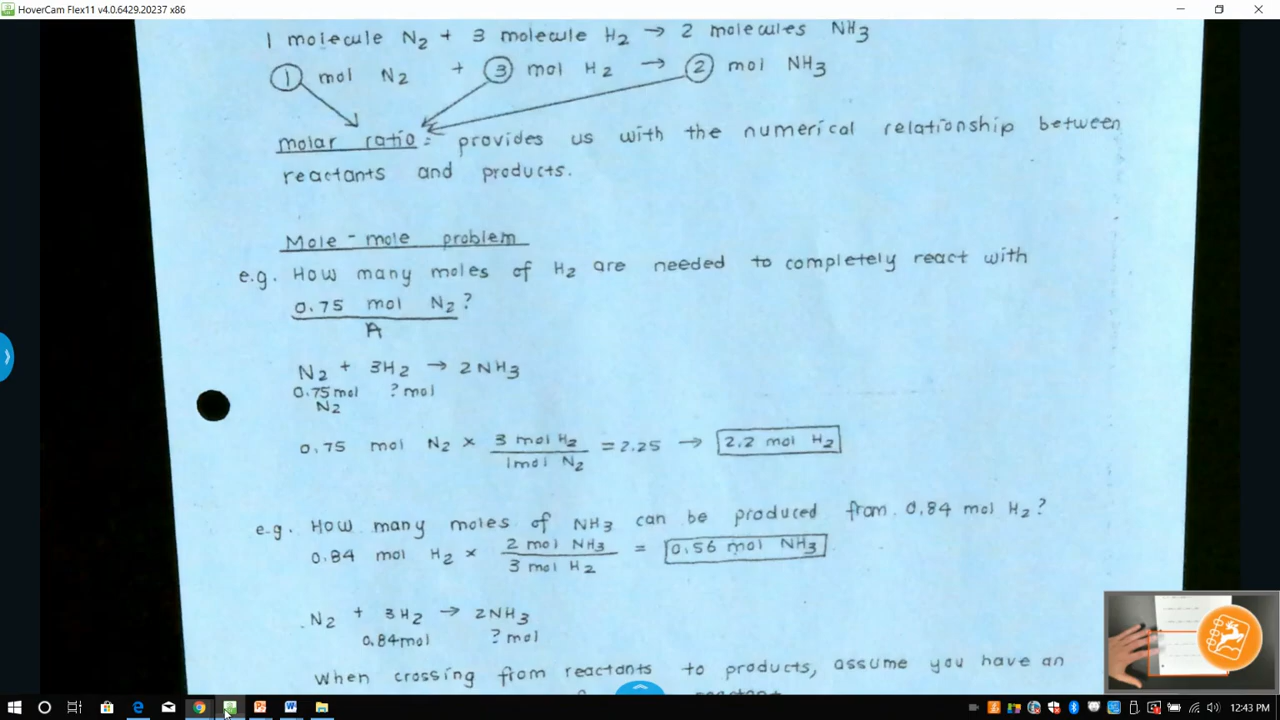 HoverCam Flex11 v4.0.6429.20237 x86
1 molecule N₂ + 3 molecule H₂ → 2 molecules NH₃
1 mol N₂ + 3 mol H₂ → 2 mol NH₃
molar ratio: provides us with the numerical relationship between
reactants and products.
Mole-mole problem
e.g. How many moles of H₂ are needed to completely react with
0.75 mol N₂?
A
N₂ + 3H₂ → 2NH₃
0.75mol ? mol
N₂
0.75 mol N₂ × 3 mol H₂ / 1mol N₂ = 2.25 → 2.2 mol H₂
e.g. How many moles of NH₃ can be produced from 0.84 mol H₂?
0.84 mol H₂ × 2 mol NH₃ / 3 mol H₂ = 0.56 mol NH₃
N₂ + 3H₂ → 2NH₃
0.84mol ? mol
When crossing from reactants to products, assume you have an
reactant
12:43 PM